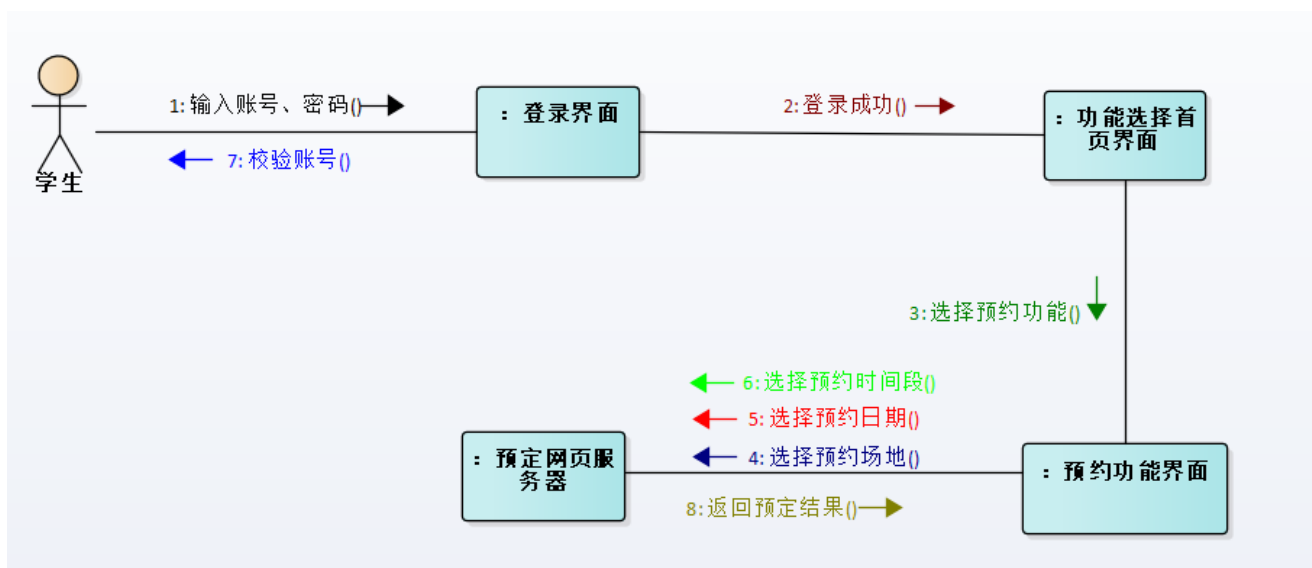 1:输入账号、密码()
: 登录界面
2:登录成功()
: 功能选择首
页界面
7:校验账号()
学生
3:选择预约功能()
6:选择预约时间段()
5:选择预约日期()
4:选择预约场地()
: 预定网页服
务器
: 预约功能界面
8:返回预定结果()